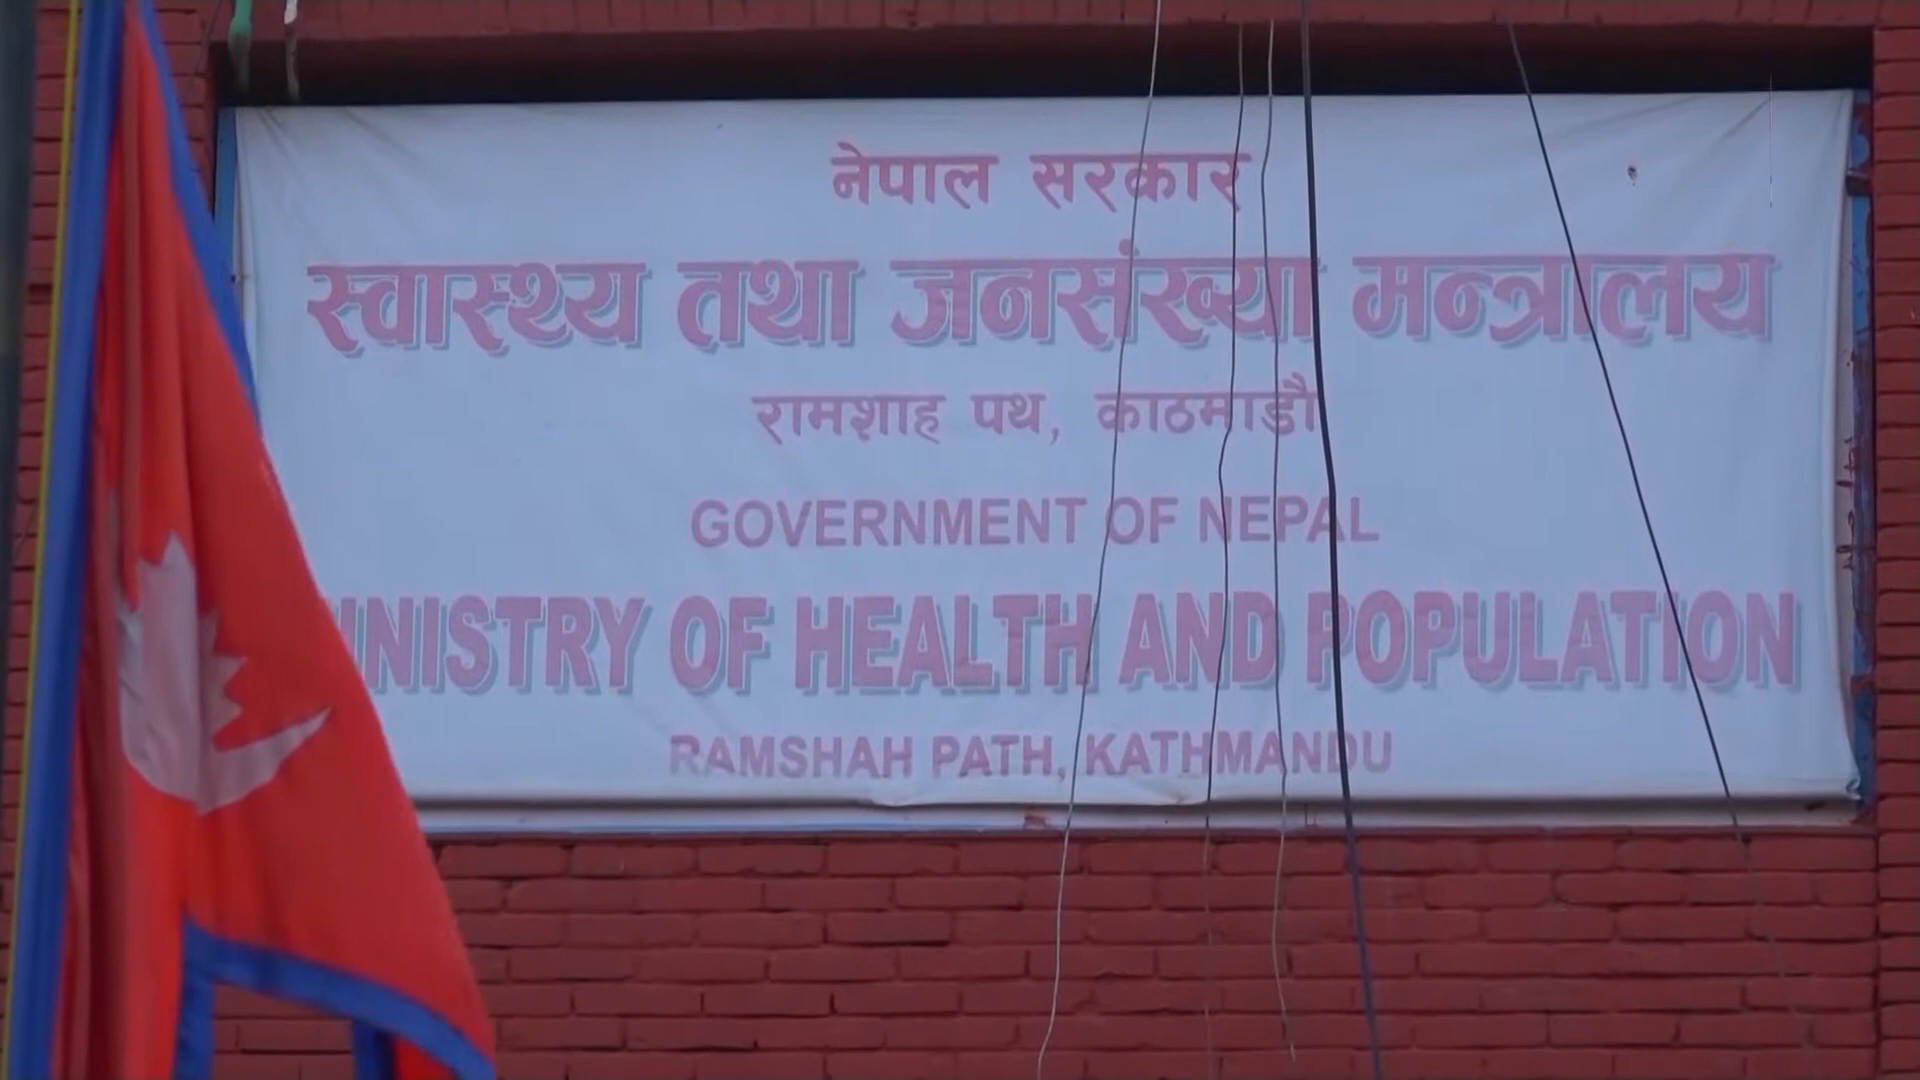 नेपाल सरकार
स्वास्थ्य तथा जनसंख्या मन्त्रालय
रामशाह पथ, काठमाडौं
GOVERNMENT OF NEPAL
INISTRY OF HEALTH AND POPULATION
RAMSHAH PATH, KATHMANDU